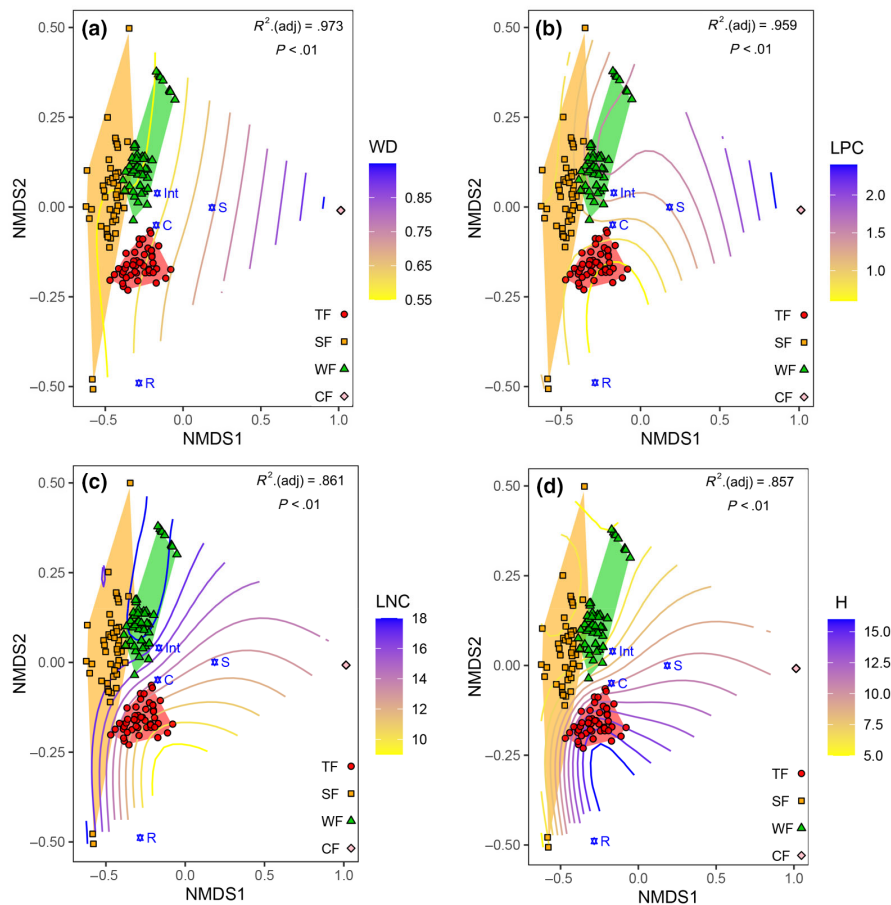 (a)
R².(adj) = .973
P < .01
0.50
0.25
0.00
−0.25
−0.50
NMDS2
−0.5
0.0
0.5
1.0
NMDS1
Int
S
C
R
TF
SF
WF
CF
WD
0.85
0.75
0.65
0.55
(b)
R².(adj) = .959
P < .01
0.50
0.25
0.00
−0.25
−0.50
NMDS2
−0.5
0.0
0.5
1.0
NMDS1
Int
S
C
R
TF
SF
WF
CF
LPC
2.0
1.5
1.0
(c)
R².(adj) = .861
P < .01
0.50
0.25
0.00
−0.25
−0.50
NMDS2
−0.5
0.0
0.5
1.0
NMDS1
Int
S
C
R
TF
SF
WF
CF
LNC
18
16
14
12
10
(d)
R².(adj) = .857
P < .01
0.50
0.25
0.00
−0.25
−0.50
NMDS2
−0.5
0.0
0.5
1.0
NMDS1
Int
S
C
R
TF
SF
WF
CF
H
15.0
12.5
10.0
7.5
5.0